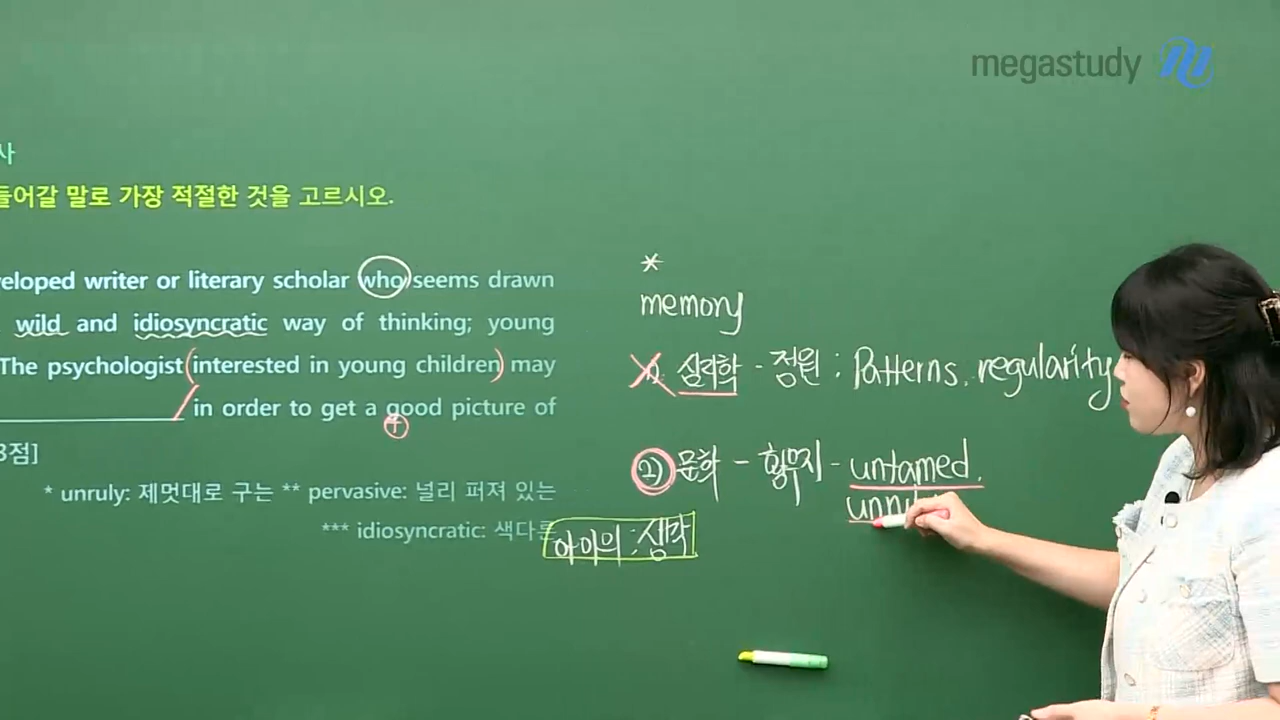 megastudy
사
들어갈 말로 가장 적절한 것을 고르시오.
veloped writer or literary scholar who seems drawn
wild and idiosyncratic way of thinking; young
The psychologist (interested in young children) may
in order to get a good picture of
+
3점]
* unruly: 제멋대로 구는 ** pervasive: 널리 퍼져 있는
*** idiosyncratic: 색다른
*
memory
심리학 - 정원 : Patterns. regularity
2) 문학 - 황무지 - untamed.
아이의 : 생각